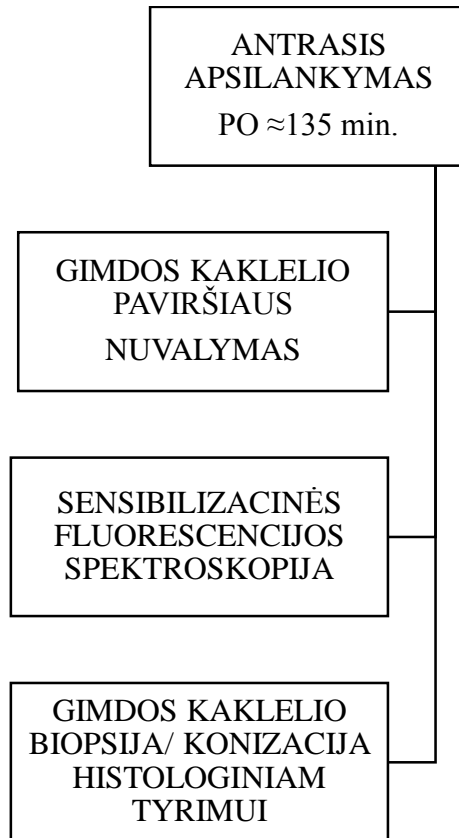 ANTRASIS
APSILANKYMAS
PO ≈135 min.
GIMDOS KAKLELIO
PAVIRŠIAUS
NUVALYMAS
SENSIBILIZACINĖS
FLUORESCENCIJOS
SPEKTROSKOPIJA
GIMDOS KAKLELIO
BIOPSIJA/ KONIZACIJA
HISTOLOGINIAM
TYRIMUI